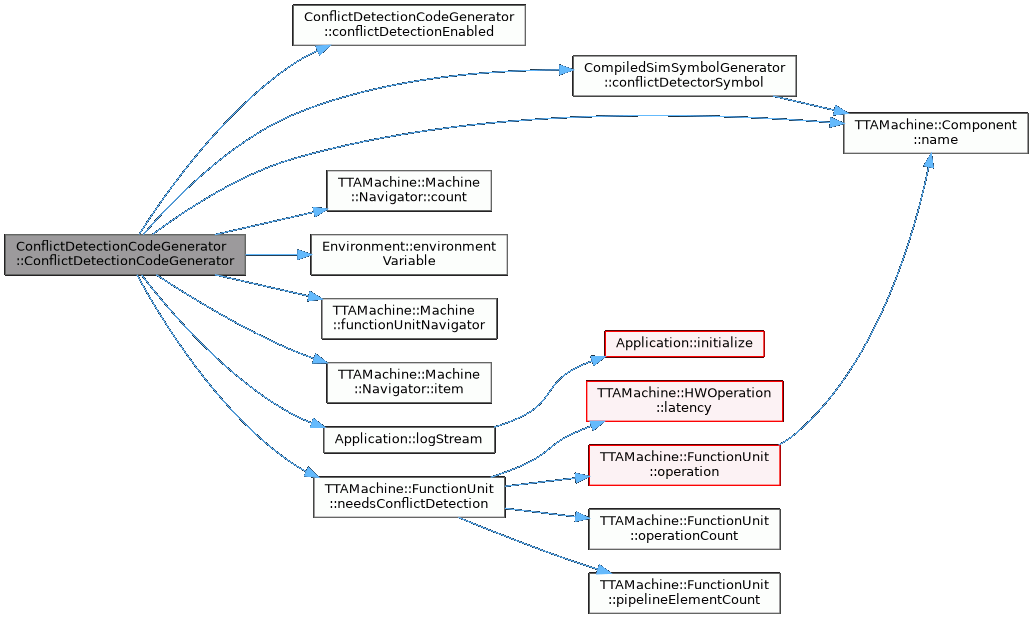 ConflictDetectionCodeGenerator
::conflictDetectionEnabled
CompiledSimSymbolGenerator
::conflictDetectorSymbol
TTAMachine::Component
::name
TTAMachine::Machine
::Navigator::count
ConflictDetectionCodeGenerator
::ConflictDetectionCodeGenerator
Environment::environment
Variable
TTAMachine::Machine
::functionUnitNavigator
TTAMachine::Machine
::Navigator::item
Application::initialize
TTAMachine::HWOperation
::latency
Application::logStream
TTAMachine::FunctionUnit
::operation
TTAMachine::FunctionUnit
::needsConflictDetection
TTAMachine::FunctionUnit
::operationCount
TTAMachine::FunctionUnit
::pipelineElementCount